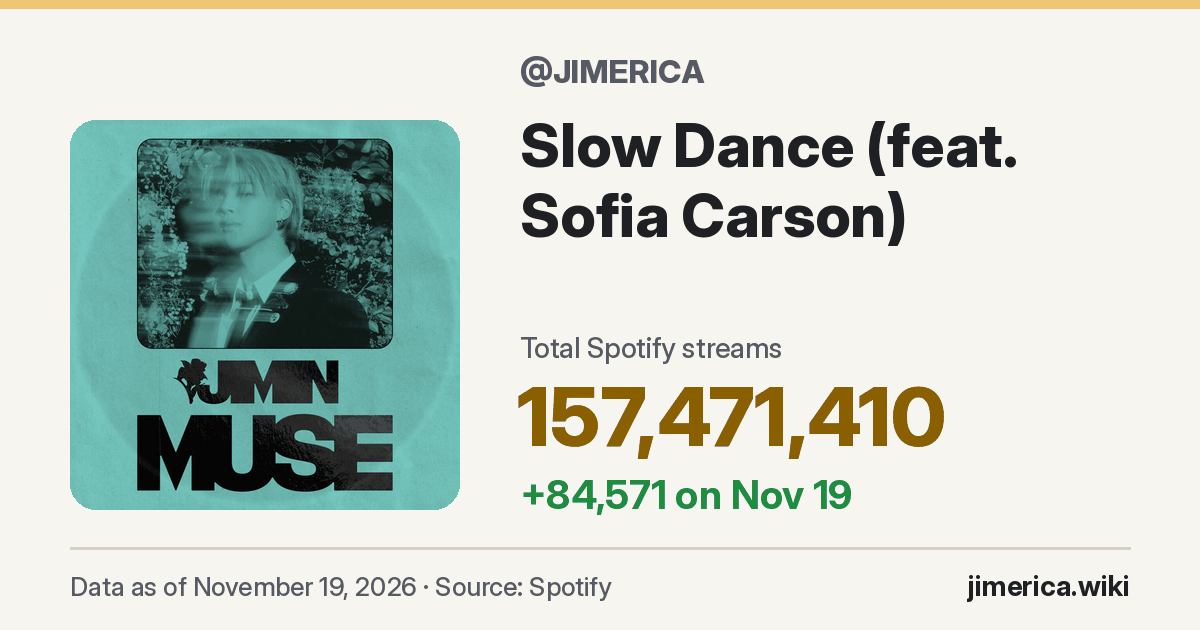 @JIMERICA
Slow Dance (feat.
Sofia Carson)
JIMIN
MUSE
Total Spotify streams
157,471,410
+84,571 on Nov 19
Data as of November 19, 2026 · Source: Spotify
jimerica.wiki